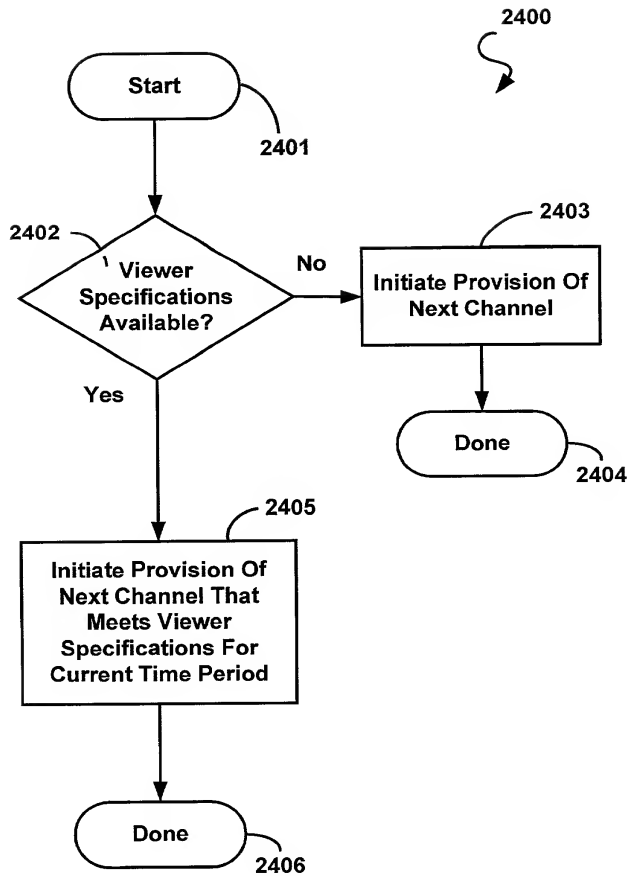 2400
Start
2401
2402
Viewer
Specifications
Available?
No
2403
Initiate Provision Of
Next Channel
Yes
Done
2404
2405
Initiate Provision Of
Next Channel That
Meets Viewer
Specifications For
Current Time Period
Done
2406